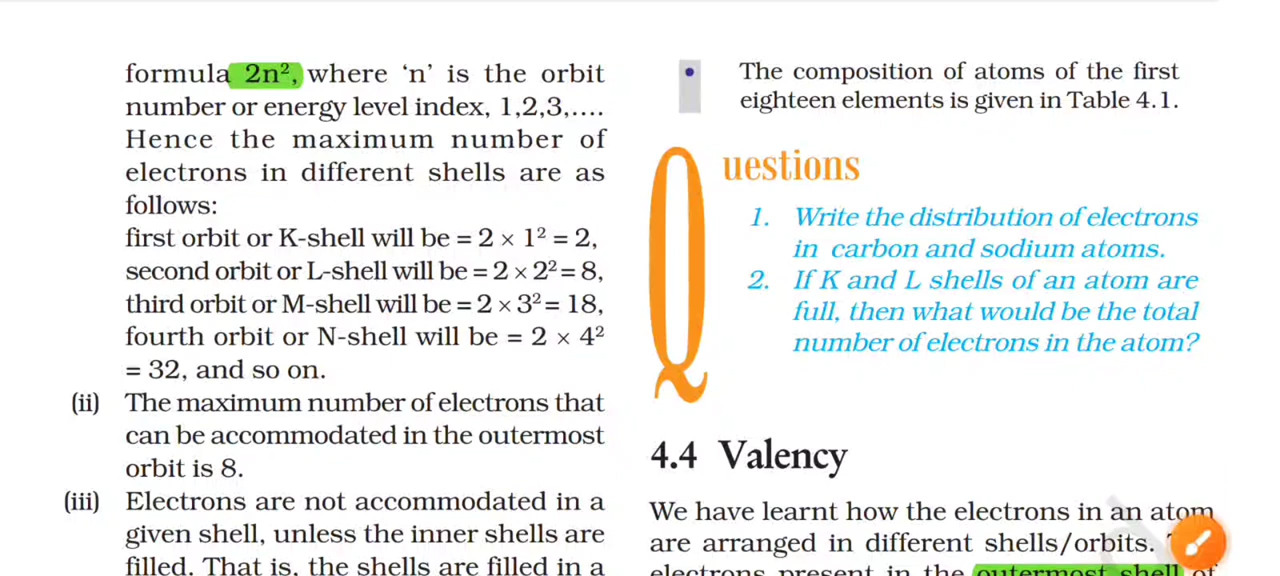 formula 2n², where ‘n’ is the orbit
number or energy level index, 1,2,3,….
Hence the maximum number of
electrons in different shells are as
follows:
first orbit or K-shell will be = 2 × 1² = 2,
second orbit or L-shell will be = 2 × 2² = 8,
third orbit or M-shell will be = 2 × 3² = 18,
fourth orbit or N-shell will be = 2 × 4²
= 32, and so on.
(ii) The maximum number of electrons that
can be accommodated in the outermost
orbit is 8.
(iii) Electrons are not accommodated in a
given shell, unless the inner shells are
filled. That is, the shells are filled in a
• The composition of atoms of the first
eighteen elements is given in Table 4.1.
Questions
1. Write the distribution of electrons
in carbon and sodium atoms.
2. If K and L shells of an atom are
full, then what would be the total
number of electrons in the atom?
4.4 Valency
We have learnt how the electrons in an atom
are arranged in different shells/orbits.
electrons present in the outermost shell of